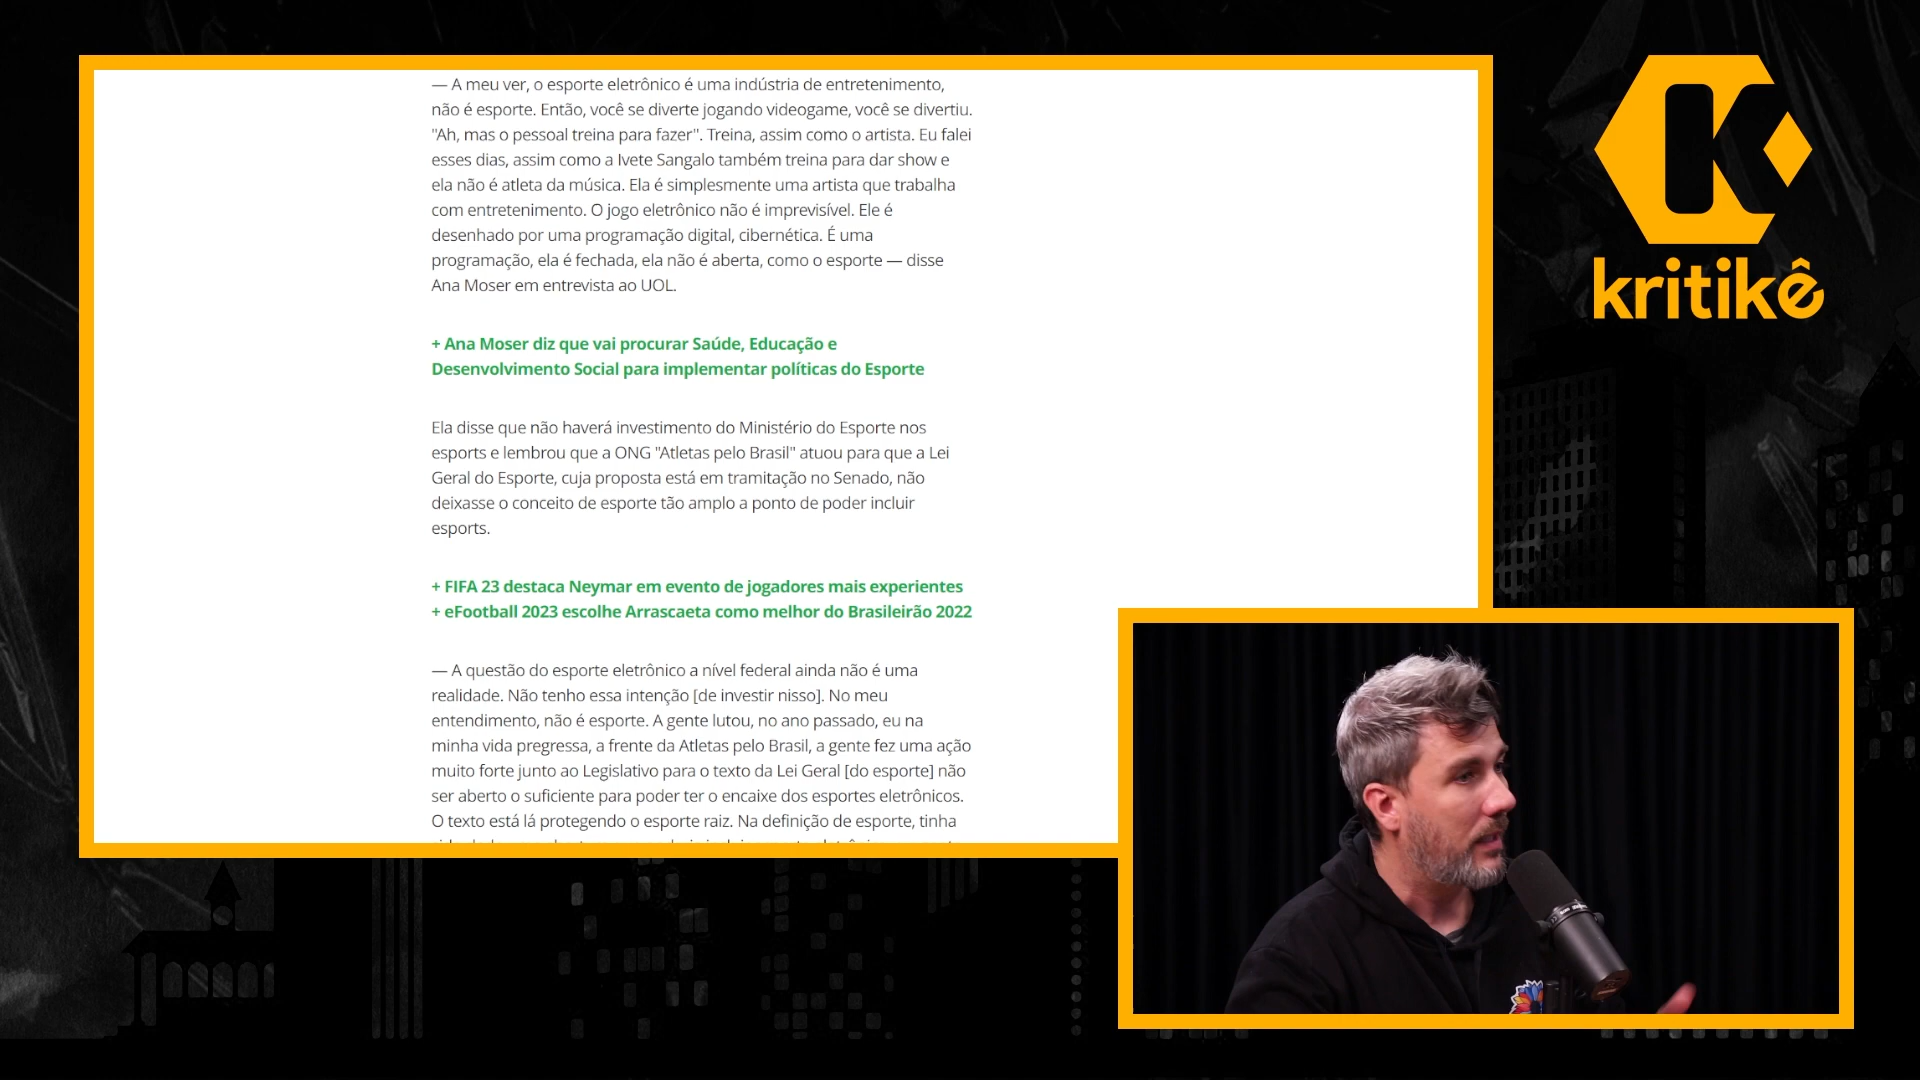 — A meu ver, o esporte eletrônico é uma indústria de entretenimento,
não é esporte. Então, você se diverte jogando videogame, você se divertiu.
"Ah, mas o pessoal treina para fazer". Treina, assim como o artista. Eu falei
esses dias, assim como a Ivete Sangalo também treina para dar show e
ela não é atleta da música. Ela é simplesmente uma artista que trabalha
com entretenimento. O jogo eletrônico não é imprevisível. Ele é
desenhado por uma programação digital, cibernética. É uma
programação, ela é fechada, ela não é aberta, como o esporte — disse
Ana Moser em entrevista ao UOL.
+ Ana Moser diz que vai procurar Saúde, Educação e
Desenvolvimento Social para implementar políticas do Esporte
Ela disse que não haverá investimento do Ministério do Esporte nos
esports e lembrou que a ONG "Atletas pelo Brasil" atuou para que a Lei
Geral do Esporte, cuja proposta está em tramitação no Senado, não
deixasse o conceito de esporte tão amplo a ponto de poder incluir
esports.
+ FIFA 23 destaca Neymar em evento de jogadores mais experientes
+ eFootball 2023 escolhe Arrascaeta como melhor do Brasileirão 2022
— A questão do esporte eletrônico a nível federal ainda não é uma
realidade. Não tenho essa intenção [de investir nisso]. No meu
entendimento, não é esporte. A gente lutou, no ano passado, eu na
minha vida pregressa, a frente da Atletas pelo Brasil, a gente fez uma ação
muito forte junto ao Legislativo para o texto da Lei Geral [do esporte] não
ser aberto o suficiente para poder ter o encaixe dos esportes eletrônicos.
O texto está lá protegendo o esporte raiz. Na definição de esporte, tinha
K
kritikê